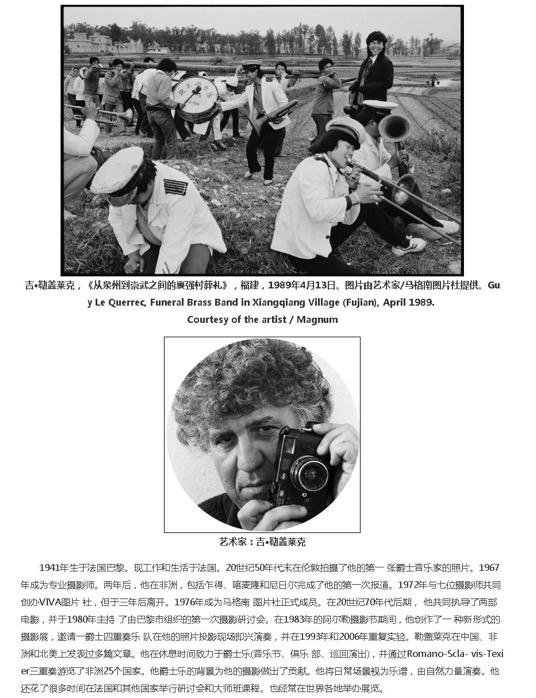 吉•勒盖莱克，《从泉州到崇武之间的襄强村葬礼》，福建，1989年4月13日。图片由艺术家/马格南图片社提供。Gu
y Le Querrec, Funeral Brass Band in Xiangqiang Village (Fujian), April 1989.
Courtesy of the artist / Magnum
艺术家：吉•勒盖莱克
1941年生于法国巴黎。现工作和生活于法国。20世纪50年代末在伦敦拍摄了他的第一 张爵士音乐家的照片。1967
年成为专业摄影师。两年后，他在非洲，包括乍得、喀麦隆和尼日尔完成了他的第一次报道。1972年与七位摄影师共同
创办VIVA图片 社，但于三年后离开。1976年成为马格南 图片社正式成员。在20世纪70年代后期， 他共同执导了两部
电影，并于1980年主持 了由巴黎市组织的第一次摄影研讨会。在1983年的阿尔勒摄影节期间，他创作了一 种新形式的
摄影展，邀请一爵士四重奏乐 队在他的照片投影现场即兴演奏，并在1993年和2006年重复实验。勒盖莱克在中国、非
洲和北美上发表过多篇文章。他在休息时间致力于爵士乐(音乐节、俱乐 部、巡回演出)，并通过Romano-Scla- vis-Texi
er三重奏游览了非洲25个国家。他爵士乐的背景为他的摄影做出了贡献。他将日常场景视为乐谱，由自然力量演奏。他
还花了很多时间在法国和其他国家举行研讨会和大师班课程。也经常在世界各地举办展览。